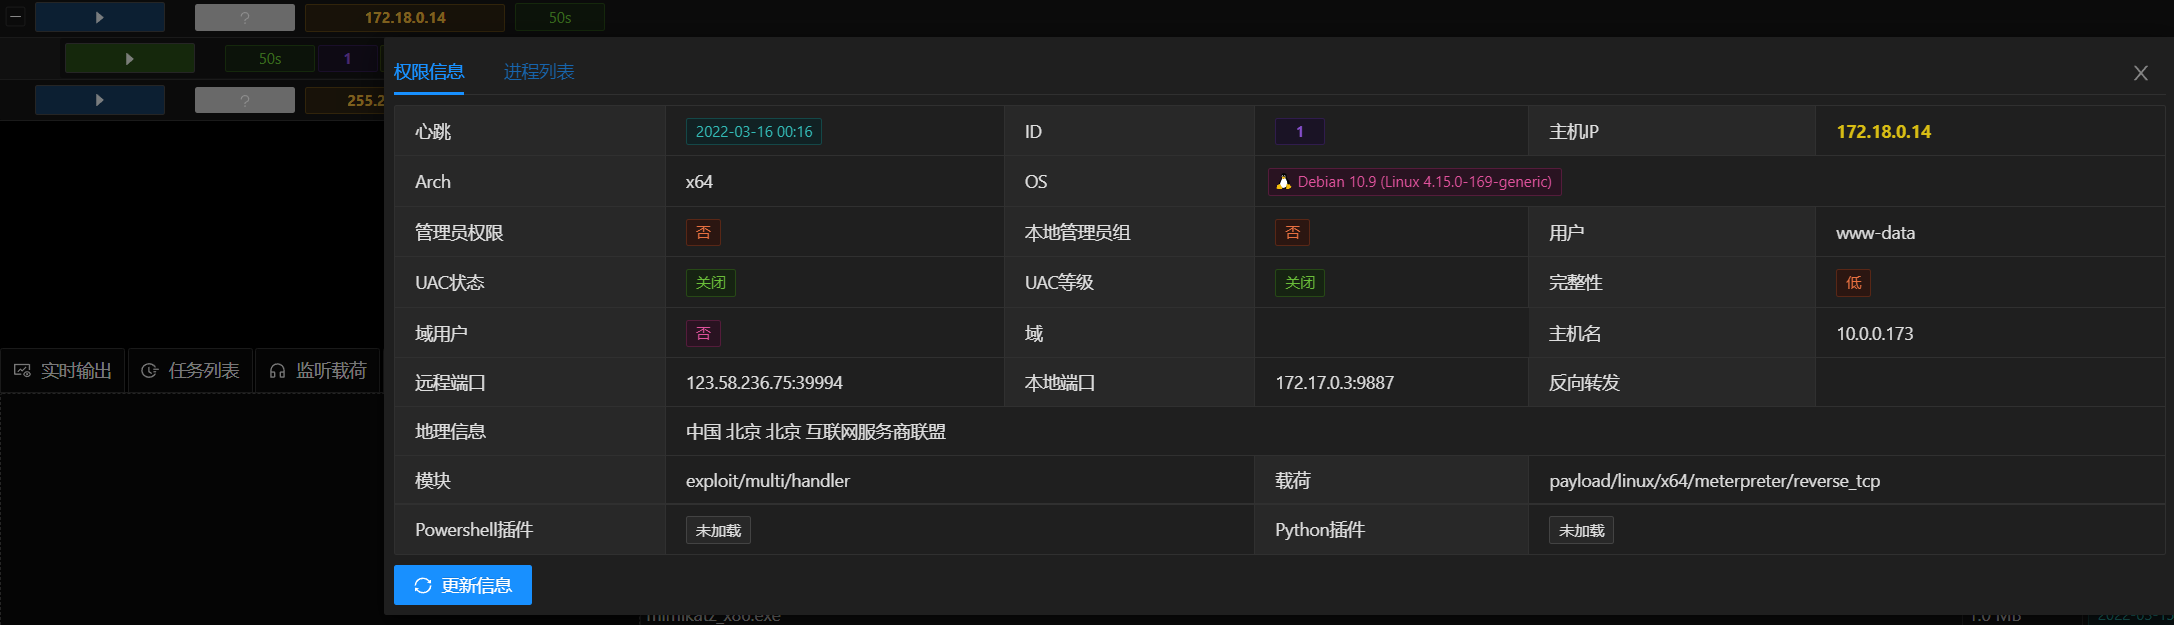 ? 172.18.0.14 50s
50s 1
? 255.2
权限信息 进程列表
心跳 2022-03-16 00:16 ID 1 主机IP 172.18.0.14
Arch x64 OS Debian 10.9 (Linux 4.15.0-169-generic)
管理员权限 否 本地管理员组 否 用户 www-data
UAC状态 关闭 UAC等级 关闭 完整性 低
域用户 否 域 主机名 10.0.0.173
实时输出 任务列表 监听载荷
远程端口 123.58.236.75:39994 本地端口 172.17.0.3:9887 反向转发
地理信息 中国 北京 北京 互联网服务商联盟
模块 exploit/multi/handler 载荷 payload/linux/x64/meterpreter/reverse_tcp
Powershell插件 未加载 Python插件 未加载
更新信息
mimikatz_x86.exe 1.0 MB 2022-03-15